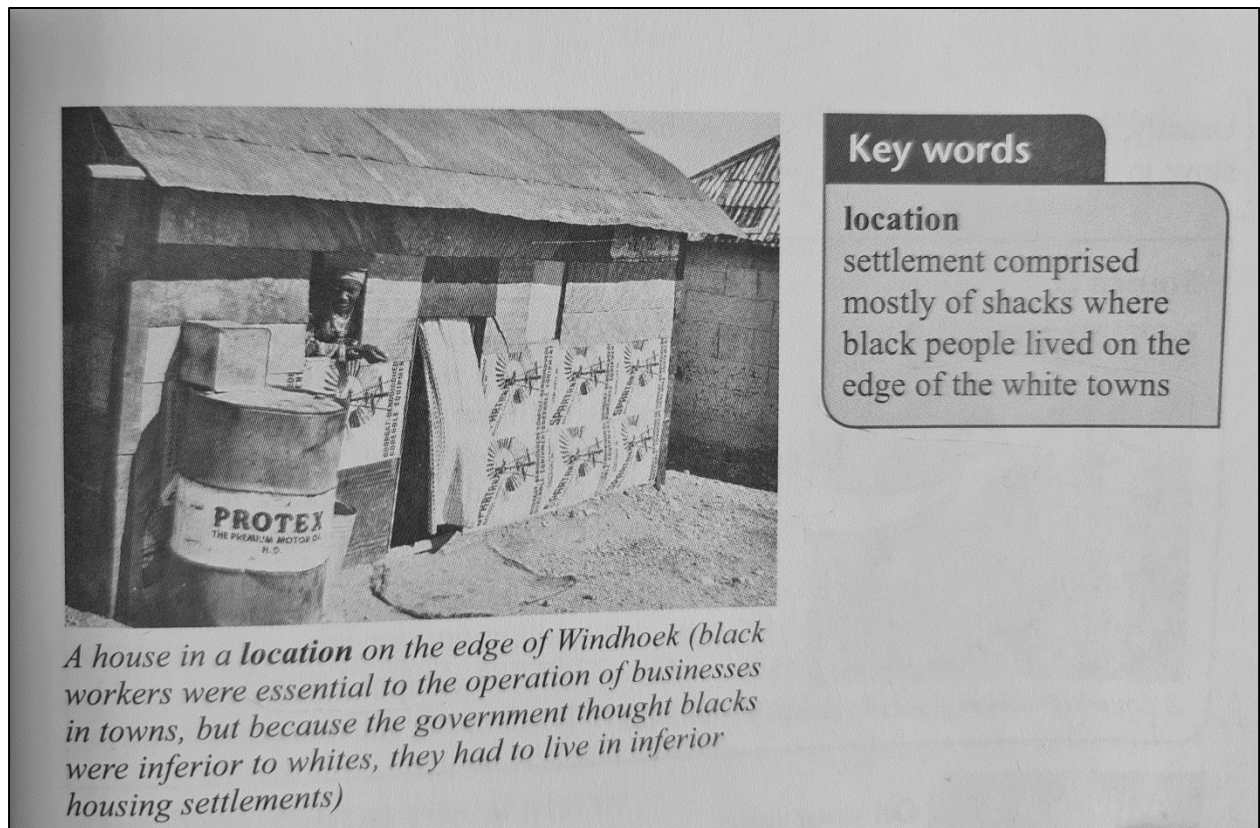 PROTEX
THE PREMIUM MOTOR OIL
H.D.
A house in a location on the edge of Windhoek (black
workers were essential to the operation of businesses
in towns, but because the government thought blacks
were inferior to whites, they had to live in inferior
housing settlements)
Key words
location
settlement comprised
mostly of shacks where
black people lived on the
edge of the white towns